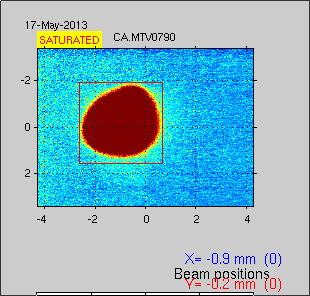 17-May-2013
SATURATED CA.MTV0790
-2
0
2
-4 -2 0 2 4
X= -0.9 mm (0)
Beam positions
Y= -0.2 mm (0)